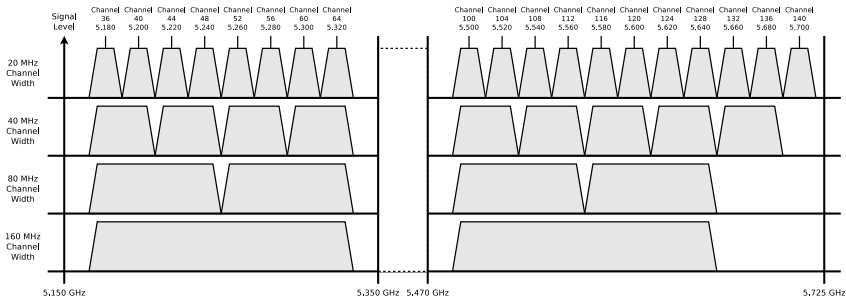 Signal
Level
Channel
36
5.180
Channel
40
5.200
Channel
44
5.220
Channel
48
5.240
Channel
52
5.260
Channel
56
5.280
Channel
60
5.300
Channel
64
5.320
Channel
100
5.500
Channel
104
5.520
Channel
108
5.540
Channel
112
5.560
Channel
116
5.580
Channel
120
5.600
Channel
124
5.620
Channel
128
5.640
Channel
132
5.660
Channel
136
5.680
Channel
140
5.700
20 MHz
Channel
Width
40 MHz
Channel
Width
80 MHz
Channel
Width
160 MHz
Channel
Width
5.150 GHz
5.350 GHz
5.470 GHz
5.725 GHz